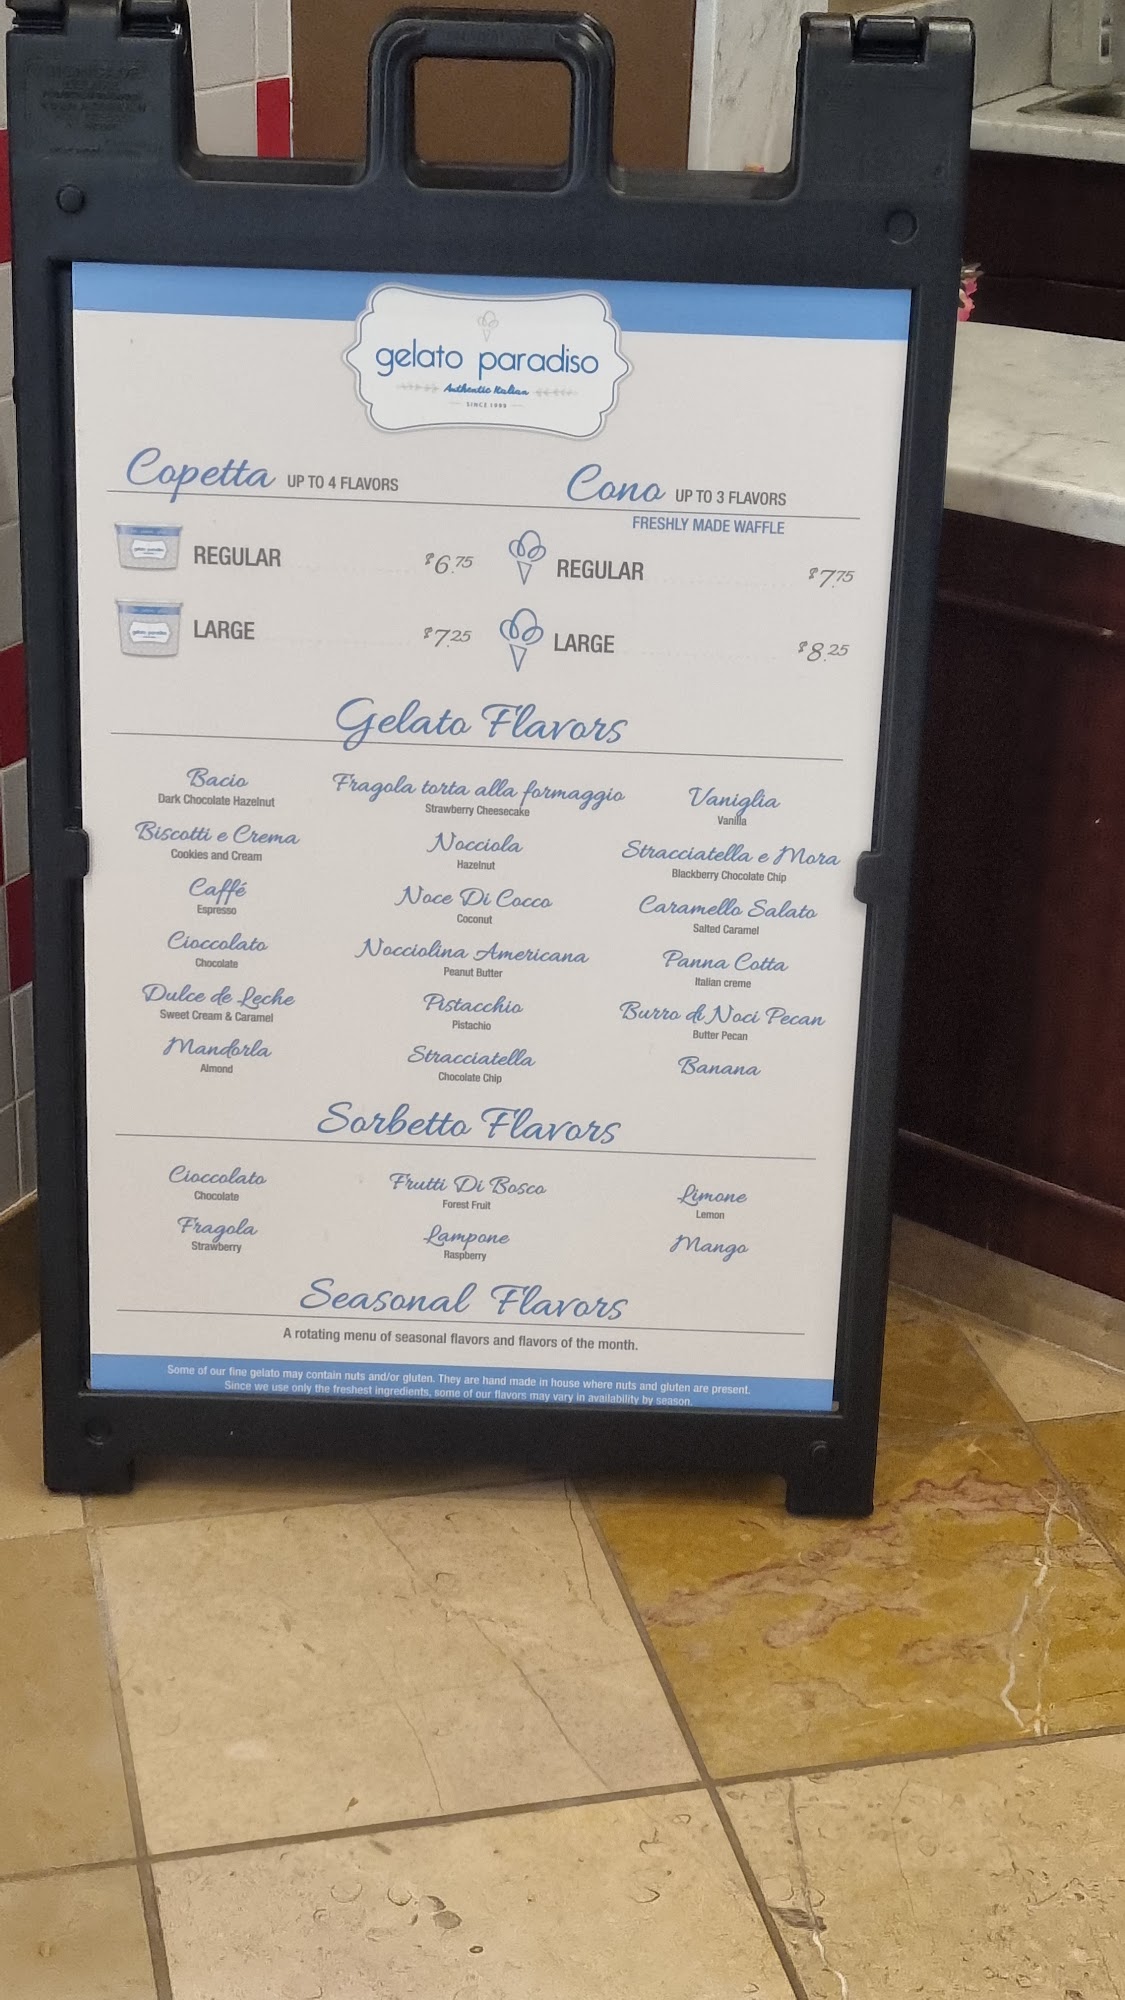 gelato paradiso
Authentic Italian
SINCE 1995
Copetta UP TO 4 FLAVORS
REGULAR $6.75
LARGE $7.25
Cono UP TO 3 FLAVORS
FRESHLY MADE WAFFLE
REGULAR $7.75
LARGE $8.25
Gelato Flavors
Bacio
Dark Chocolate Hazelnut
Biscotti e Crema
Cookies and Cream
Caffé
Espresso
Cioccolato
Chocolate
Dulce de Leche
Sweet Cream & Caramel
Mandorla
Almond
Fragola torta alla formaggio
Strawberry Cheesecake
Nocciola
Hazelnut
Noce Di Cocco
Coconut
Nocciolina Americana
Peanut Butter
Pistacchio
Pistachio
Stracciatella
Chocolate Chip
Vaniglia
Vanilla
Stracciatella e Mora
Blackberry Chocolate Chip
Caramello Salato
Salted Caramel
Panna Cotta
Italian creme
Burro di Noci Pecan
Butter Pecan
Banana
Sorbetto Flavors
Cioccolato
Chocolate
Fragola
Strawberry
Frutti Di Bosco
Forest Fruit
Lampone
Raspberry
Limone
Lemon
Mango
Seasonal Flavors
A rotating menu of seasonal flavors and flavors of the month.
Some of our fine gelato may contain nuts and/or gluten. They are hand made in house where nuts and gluten are present.
Since we use only the freshest ingredients, some of our flavors may vary in availability by season.